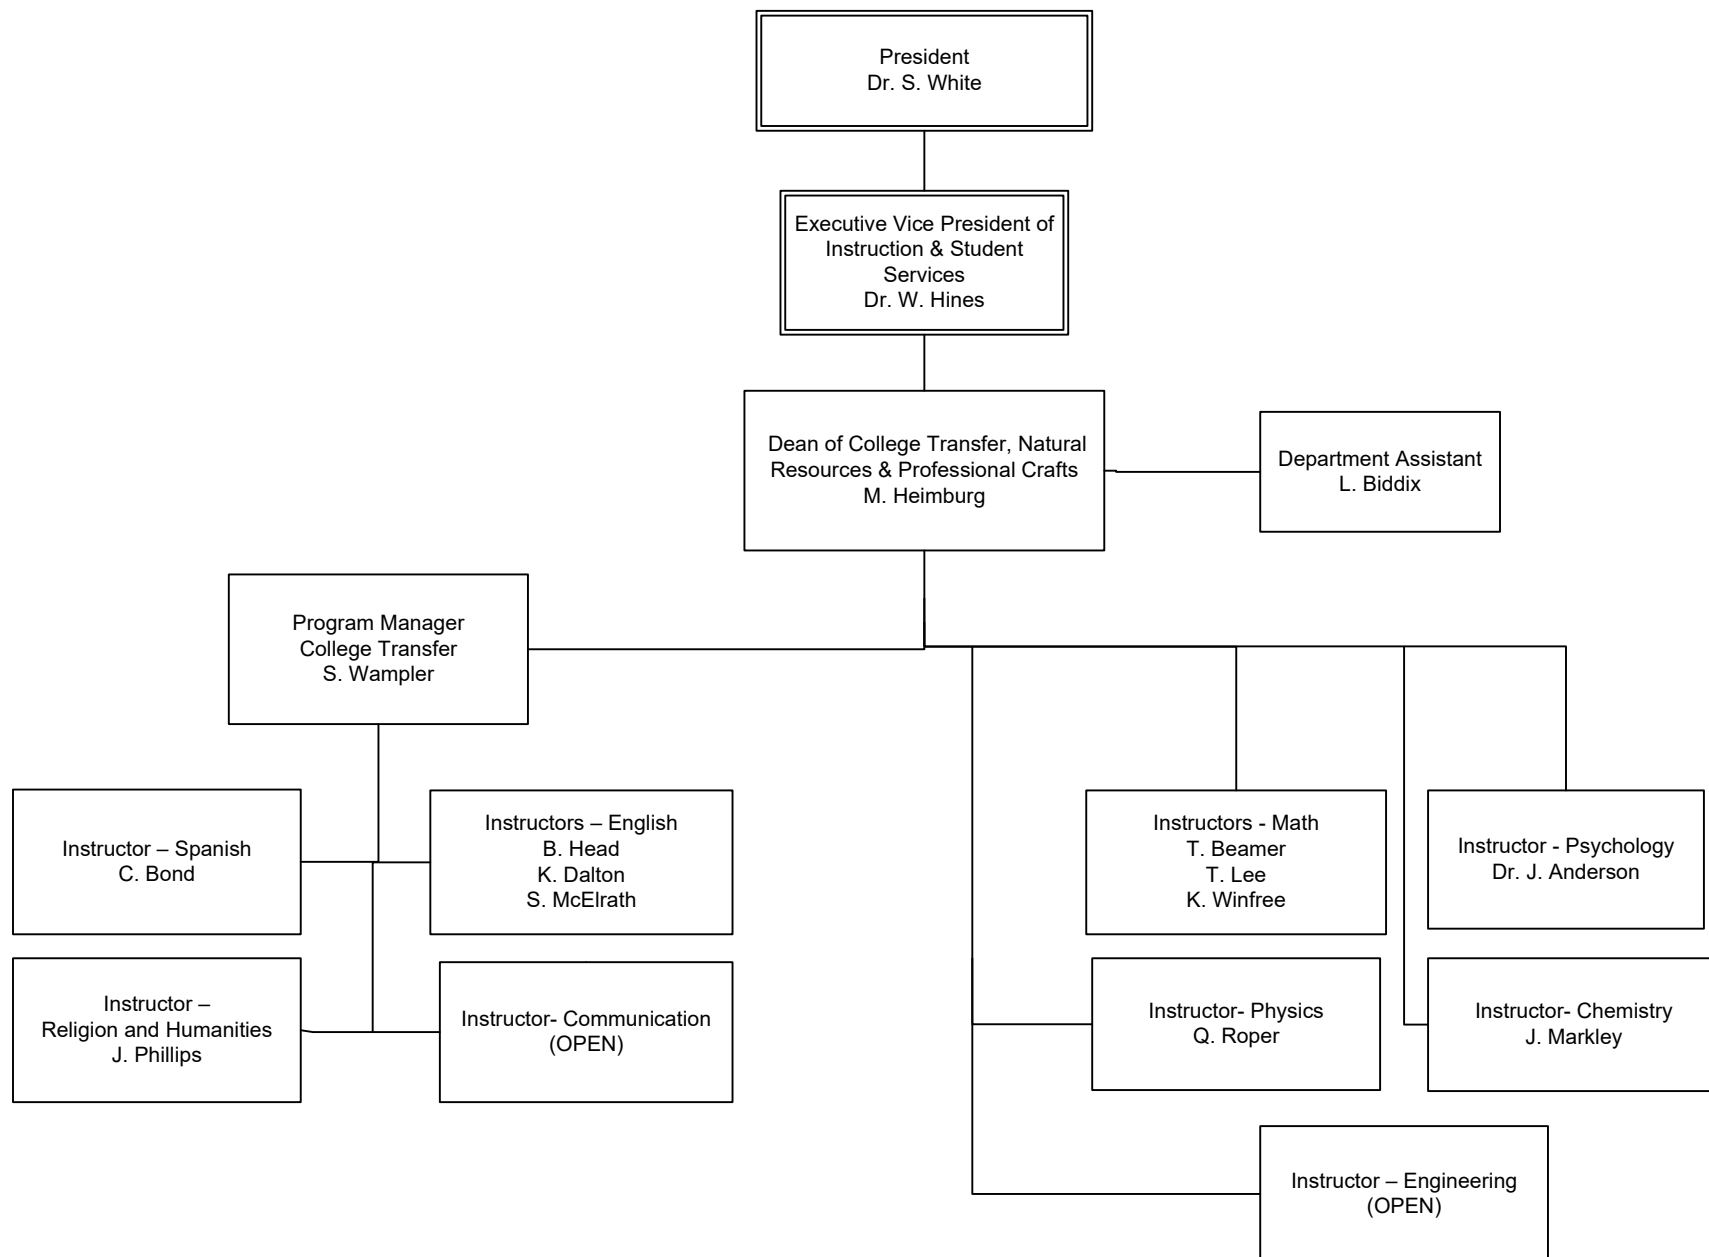 President
Dr. S. White
Executive Vice President of
Instruction & Student
Services
Dr. W. Hines
Dean of College Transfer, Natural
Resources & Professional Crafts
M. Heimburg
Department Assistant
L. Biddix
Program Manager
College Transfer
S. Wampler
Instructor – Spanish
C. Bond
Instructors – English
B. Head
K. Dalton
S. McElrath
Instructors - Math
T. Beamer
T. Lee
K. Winfree
Instructor - Psychology
Dr. J. Anderson
Instructor –
Religion and Humanities
J. Phillips
Instructor- Communication
(OPEN)
Instructor- Physics
Q. Roper
Instructor- Chemistry
J. Markley
Instructor – Engineering
(OPEN)